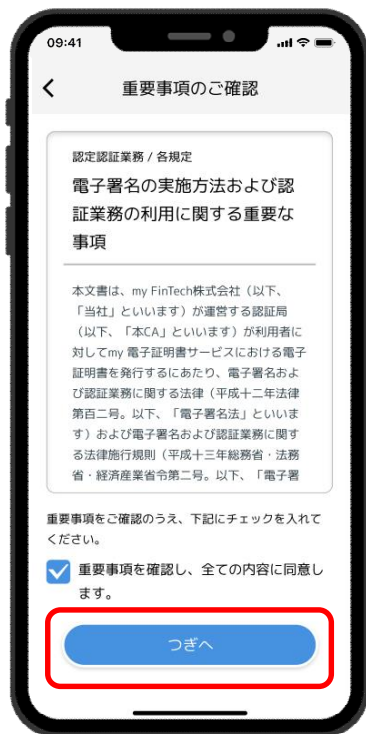 09:41
重要事項のご確認
認定認証業務 / 各規定
電子署名の実施方法および認
証業務の利用に関する重要な
事項
本文書は、my FinTech株式会社（以下、
「当社」といいます）が運営する認証局
（以下、「本CA」といいます）が利用者に
対してmy 電子証明書サービスにおける電子
証明書を発行するにあたり、電子署名およ
び認証業務に関する法律（平成十二年法律
第百二号。以下、「電子署名法」といいま
す）および電子署名および認証業務に関す
る法律施行規則（平成十三年総務省・法務
省・経済産業省令第二号。以下、「電子署
重要事項をご確認のうえ、下記にチェックを入れて
ください。
重要事項を確認し、全ての内容に同意し
ます。
つぎへ